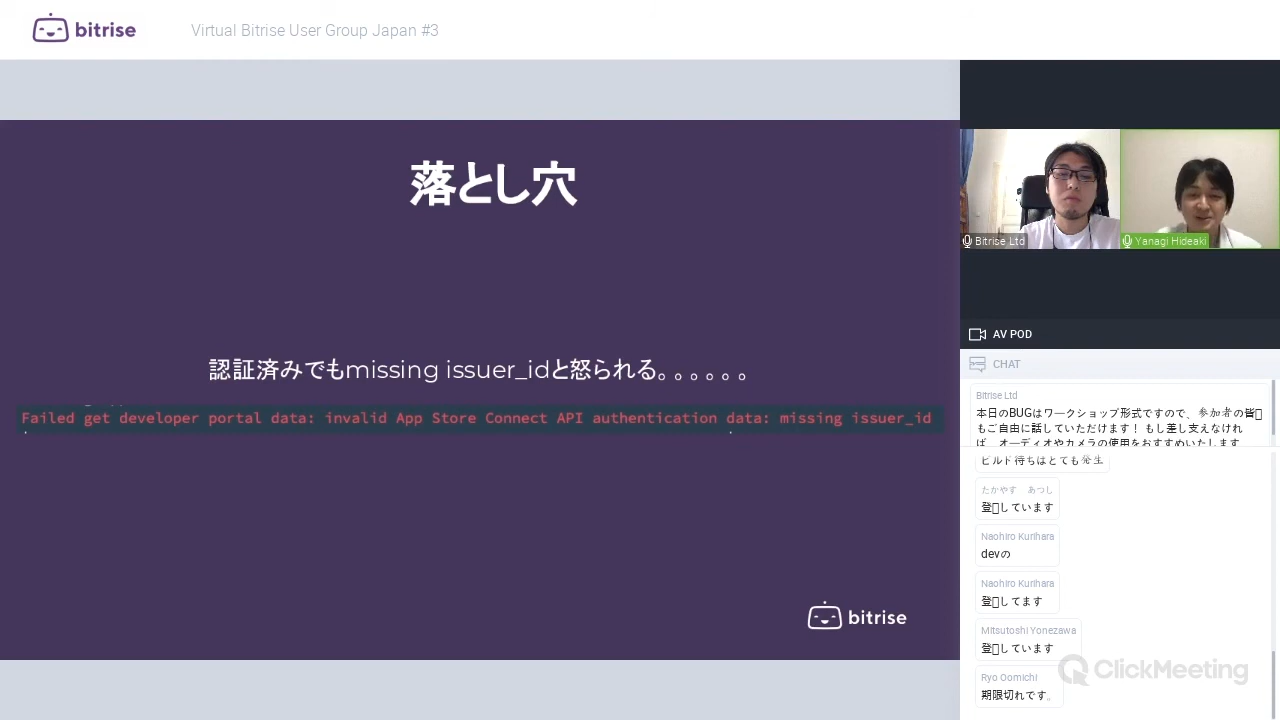 bitrise
Virtual Bitrise User Group Japan #3
落とし穴
認証済みでもmissing issuer_idと怒られる。。。。。。
Failed get developer portal data: invalid App Store Connect API authentication data: missing issuer_id
bitrise
Bitrise Ltd
Yanagi Hideaki
AV POD
CHAT
Bitrise Ltd
本日のBUGはワークショップ形式ですので、参加者の皆
もご自由に話していただけます！ もし差し支えなけれ
ば、オーディオやカメラの使用をおすすめいたします
ビルド待ちはとても発生
たかやす あつし
登しています
Naohiro Kurihara
devの
Naohiro Kurihara
登してます
Mitsutoshi Yonezawa
登しています
Ryo Oomichi
期限切れです。
ClickMeeting